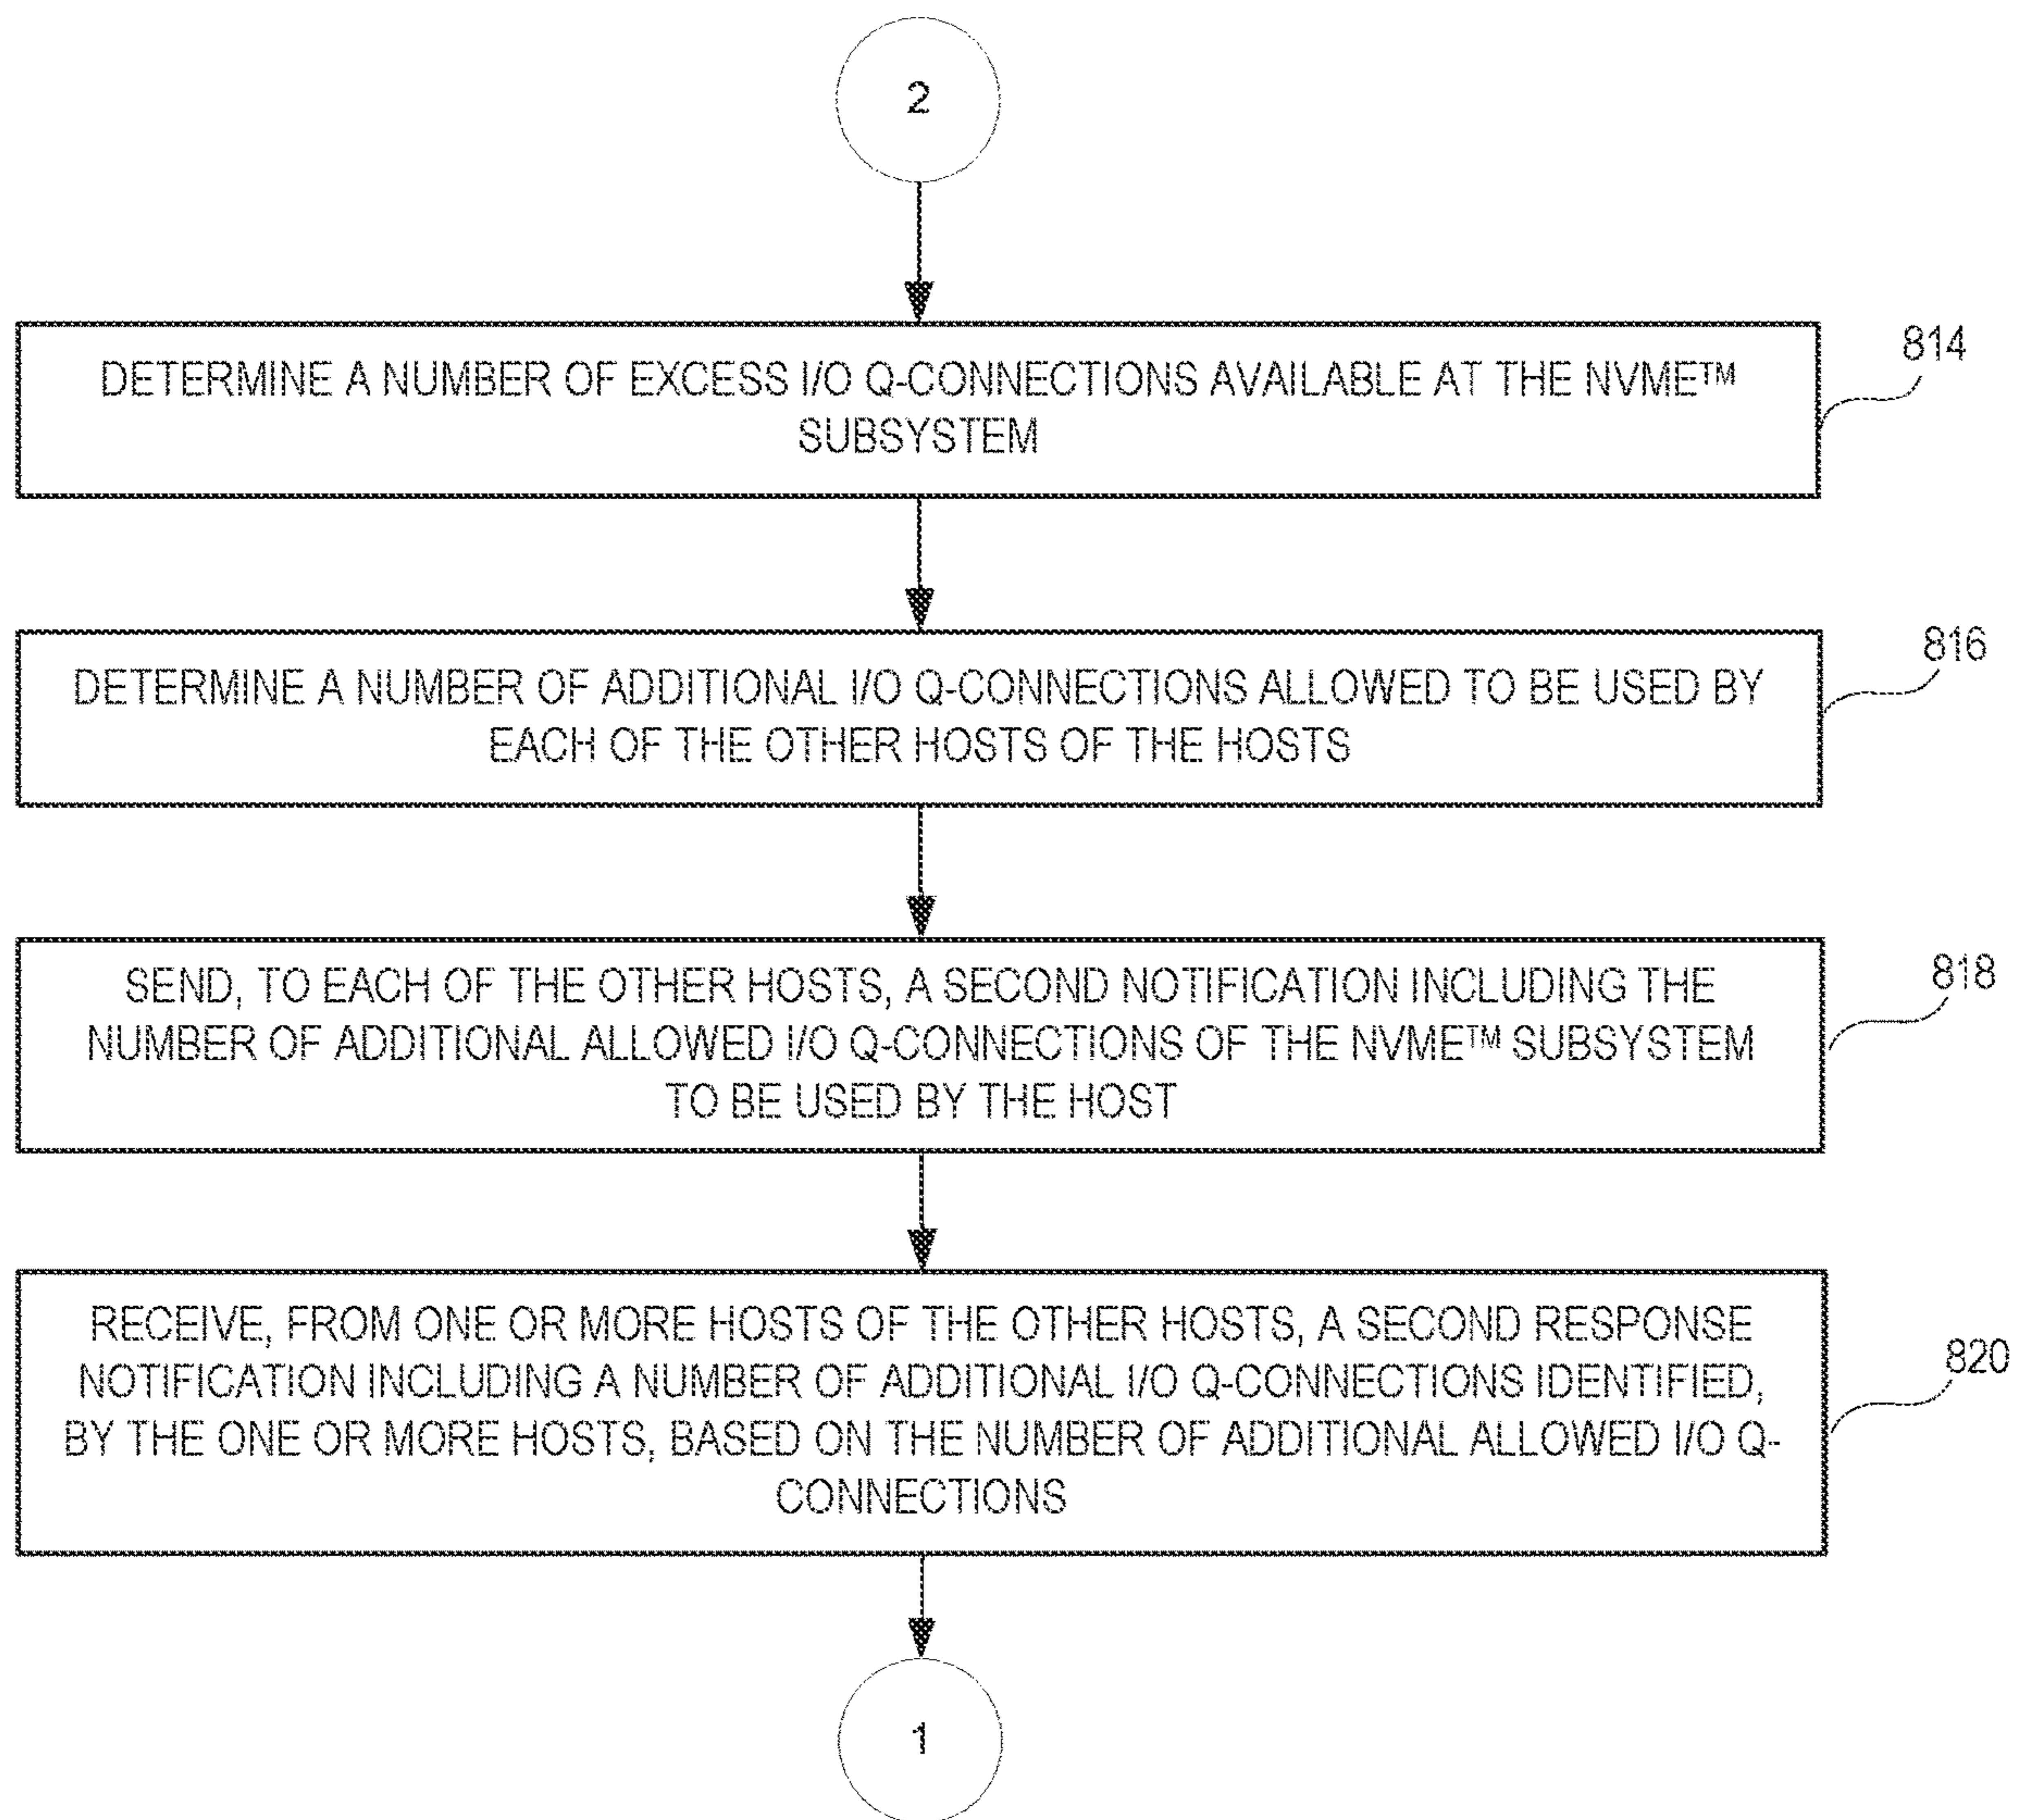 2
DETERMINE A NUMBER OF EXCESS I/O Q-CONNECTIONS AVAILABLE AT THE NVME™
SUBSYSTEM
814
DETERMINE A NUMBER OF ADDITIONAL I/O Q-CONNECTIONS ALLOWED TO BE USED BY
EACH OF THE OTHER HOSTS OF THE HOSTS
816
SEND, TO EACH OF THE OTHER HOSTS, A SECOND NOTIFICATION INCLUDING THE
NUMBER OF ADDITIONAL ALLOWED I/O Q-CONNECTIONS OF THE NVME™ SUBSYSTEM
TO BE USED BY THE HOST
818
RECEIVE, FROM ONE OR MORE HOSTS OF THE OTHER HOSTS, A SECOND RESPONSE
NOTIFICATION INCLUDING A NUMBER OF ADDITIONAL I/O Q-CONNECTIONS IDENTIFIED,
BY THE ONE OR MORE HOSTS, BASED ON THE NUMBER OF ADDITIONAL ALLOWED I/O Q-
CONNECTIONS
820
1